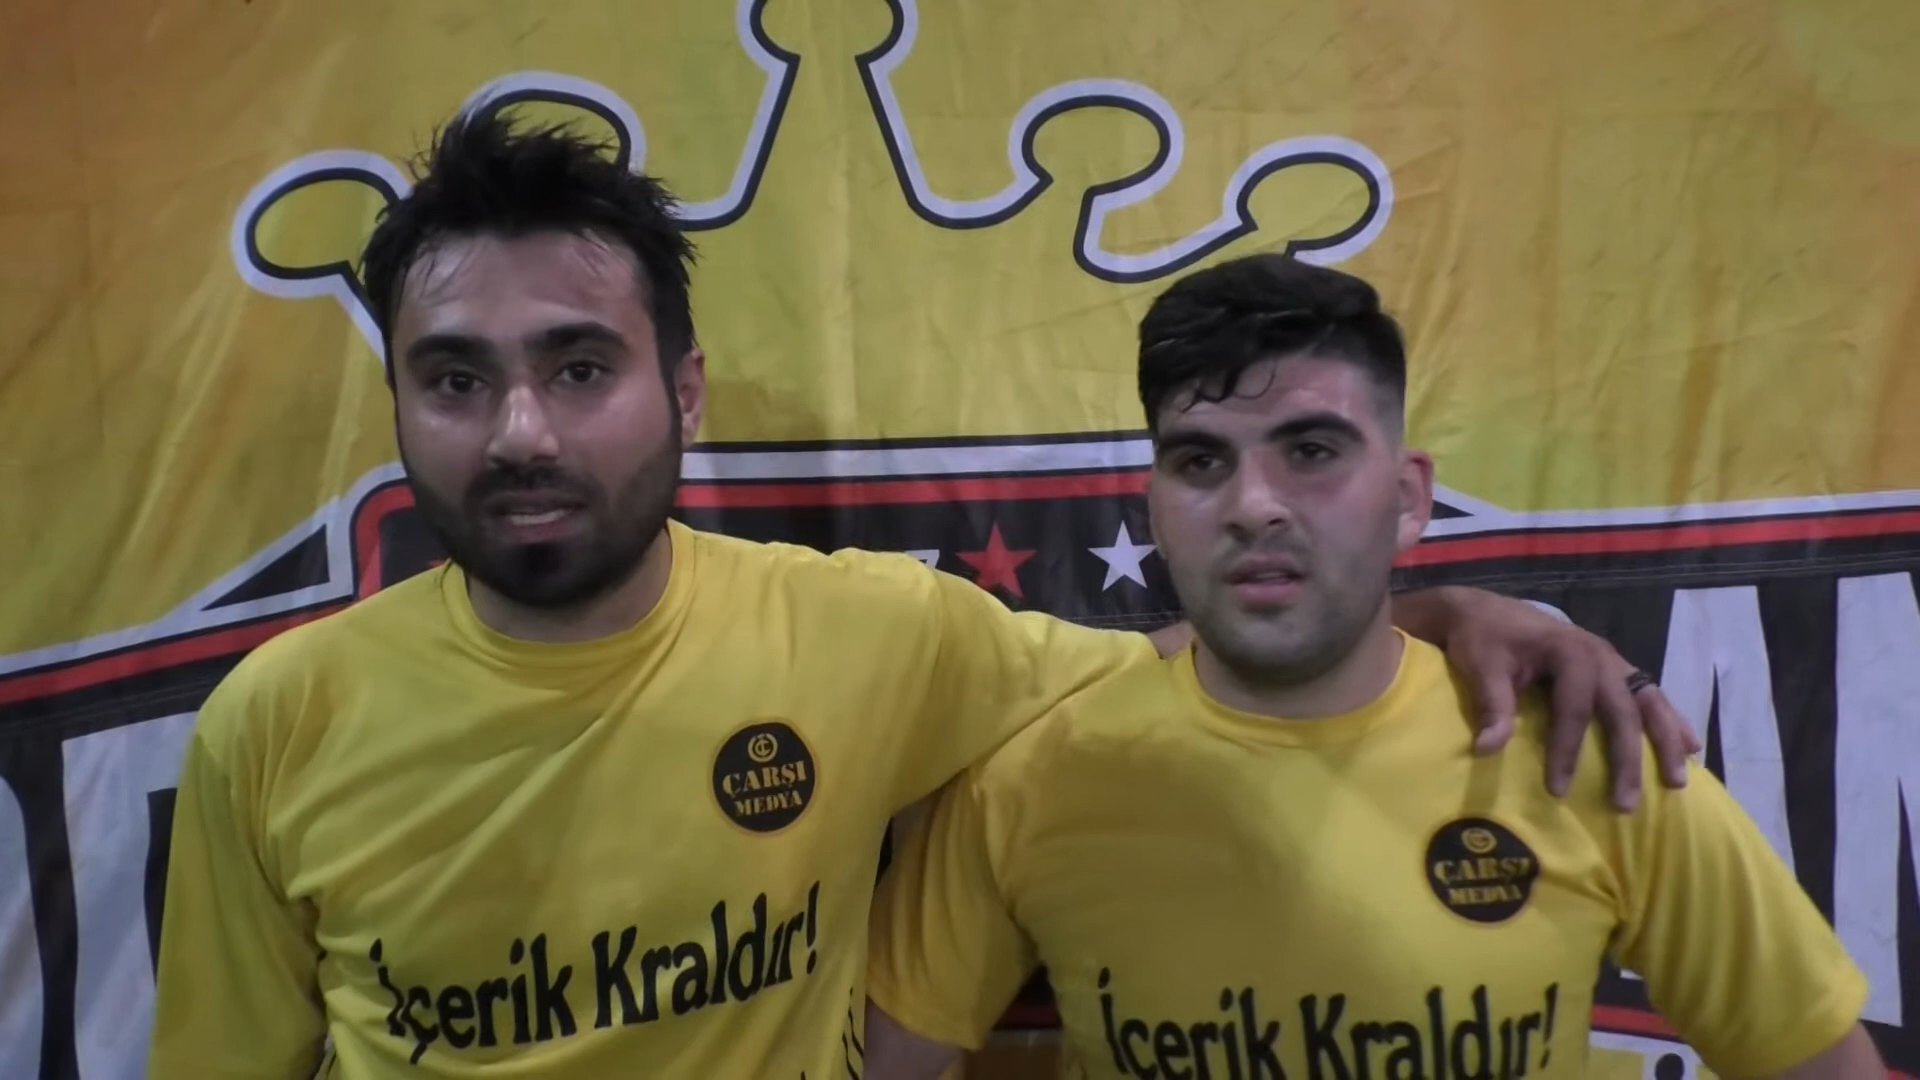 ÇARŞI
MEDYA
İçerik Kraldır!
ÇARŞI
MEDYA
İçerik Kraldır!